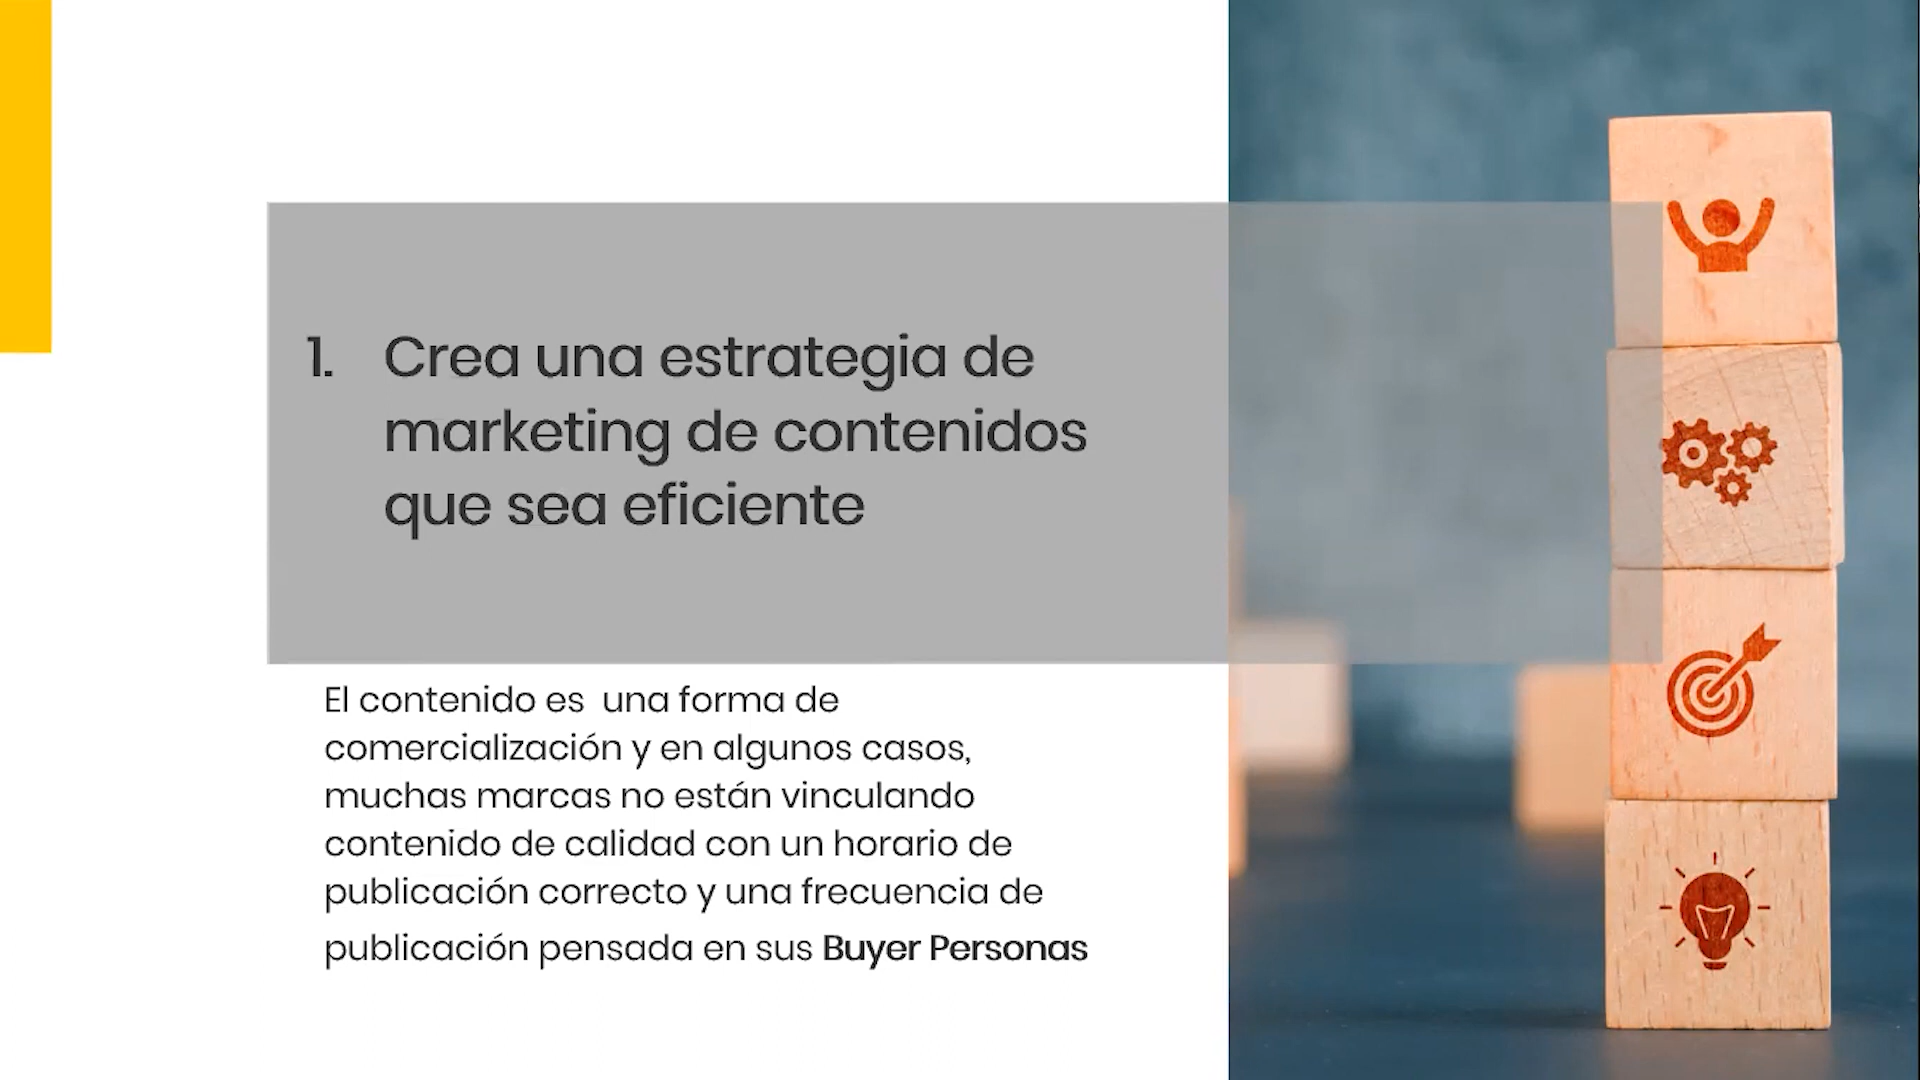 1. Crea una estrategia de
marketing de contenidos
que sea eficiente
El contenido es  una forma de
comercialización y en algunos casos,
muchas marcas no están vinculando
contenido de calidad con un horario de
publicación correcto y una frecuencia de
publicación pensada en sus Buyer Personas